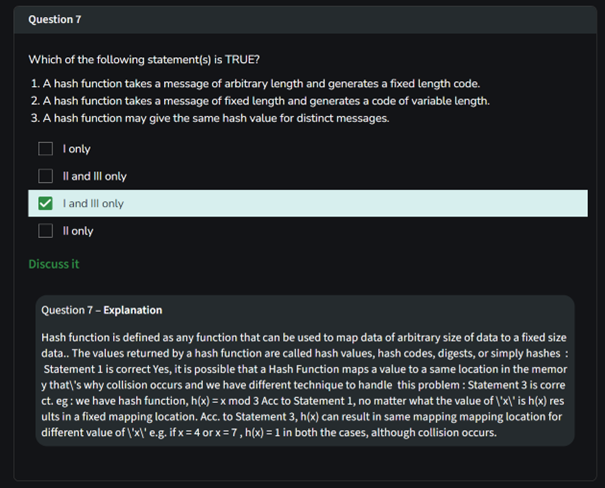 Question 7
Which of the following statement(s) is TRUE?
1. A hash function takes a message of arbitrary length and generates a fixed length code.
2. A hash function takes a message of fixed length and generates a code of variable length.
3. A hash function may give the same hash value for distinct messages.
I only
II and III only
I and III only
II only
Discuss it
Question 7 – Explanation
Hash function is defined as any function that can be used to map data of arbitrary size of data to a fixed size
data.. The values returned by a hash function are called hash values, hash codes, digests, or simply hashes :
Statement 1 is correct Yes, it is possible that a Hash Function maps a value to a same location in the memor
y that\'s why collision occurs and we have different technique to handle this problem : Statement 3 is corre
ct. eg : we have hash function, h(x) = x mod 3 Acc to Statement 1, no matter what the value of \'x\' is h(x) res
ults in a fixed mapping location. Acc. to Statement 3, h(x) can result in same mapping mapping location for
different value of \'x\' e.g. if x = 4 or x = 7 , h(x) = 1 in both the cases, although collision occurs.